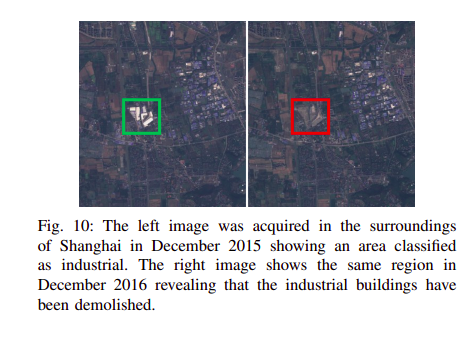 Fig. 10: The left image was acquired in the surroundings
of Shanghai in December 2015 showing an area classified
as industrial. The right image shows the same region in
December 2016 revealing that the industrial buildings have
been demolished.